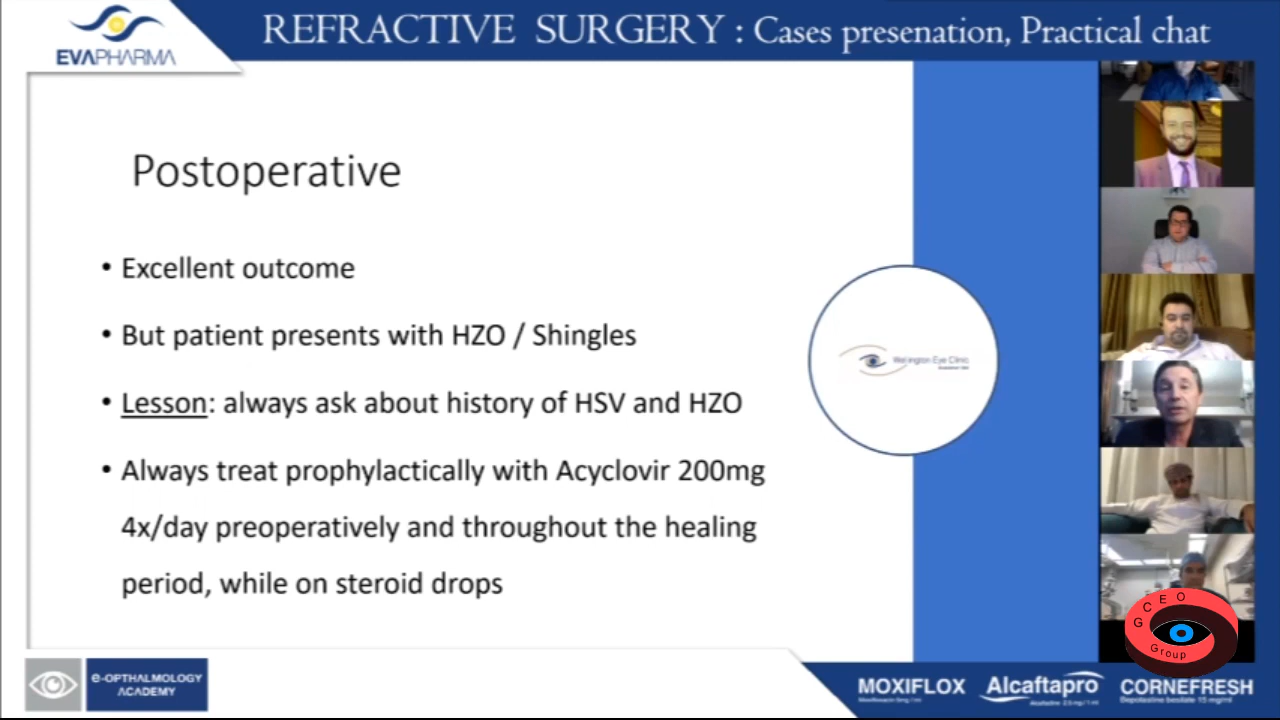 EVAPHARMA
REFRACTIVE SURGERY : Cases presenation, Practical chat
Postoperative
• Excellent outcome
• But patient presents with HZO / Shingles
• Lesson: always ask about history of HSV and HZO
• Always treat prophylactically with Acyclovir 200mg
4x/day preoperatively and throughout the healing
period, while on steroid drops
Wellington Eye Clinic
GCEO
Group
e-OPTHALMOLOGY
ACADEMY
MOXIFLOX
Alcaftapro
CORNEFRESH